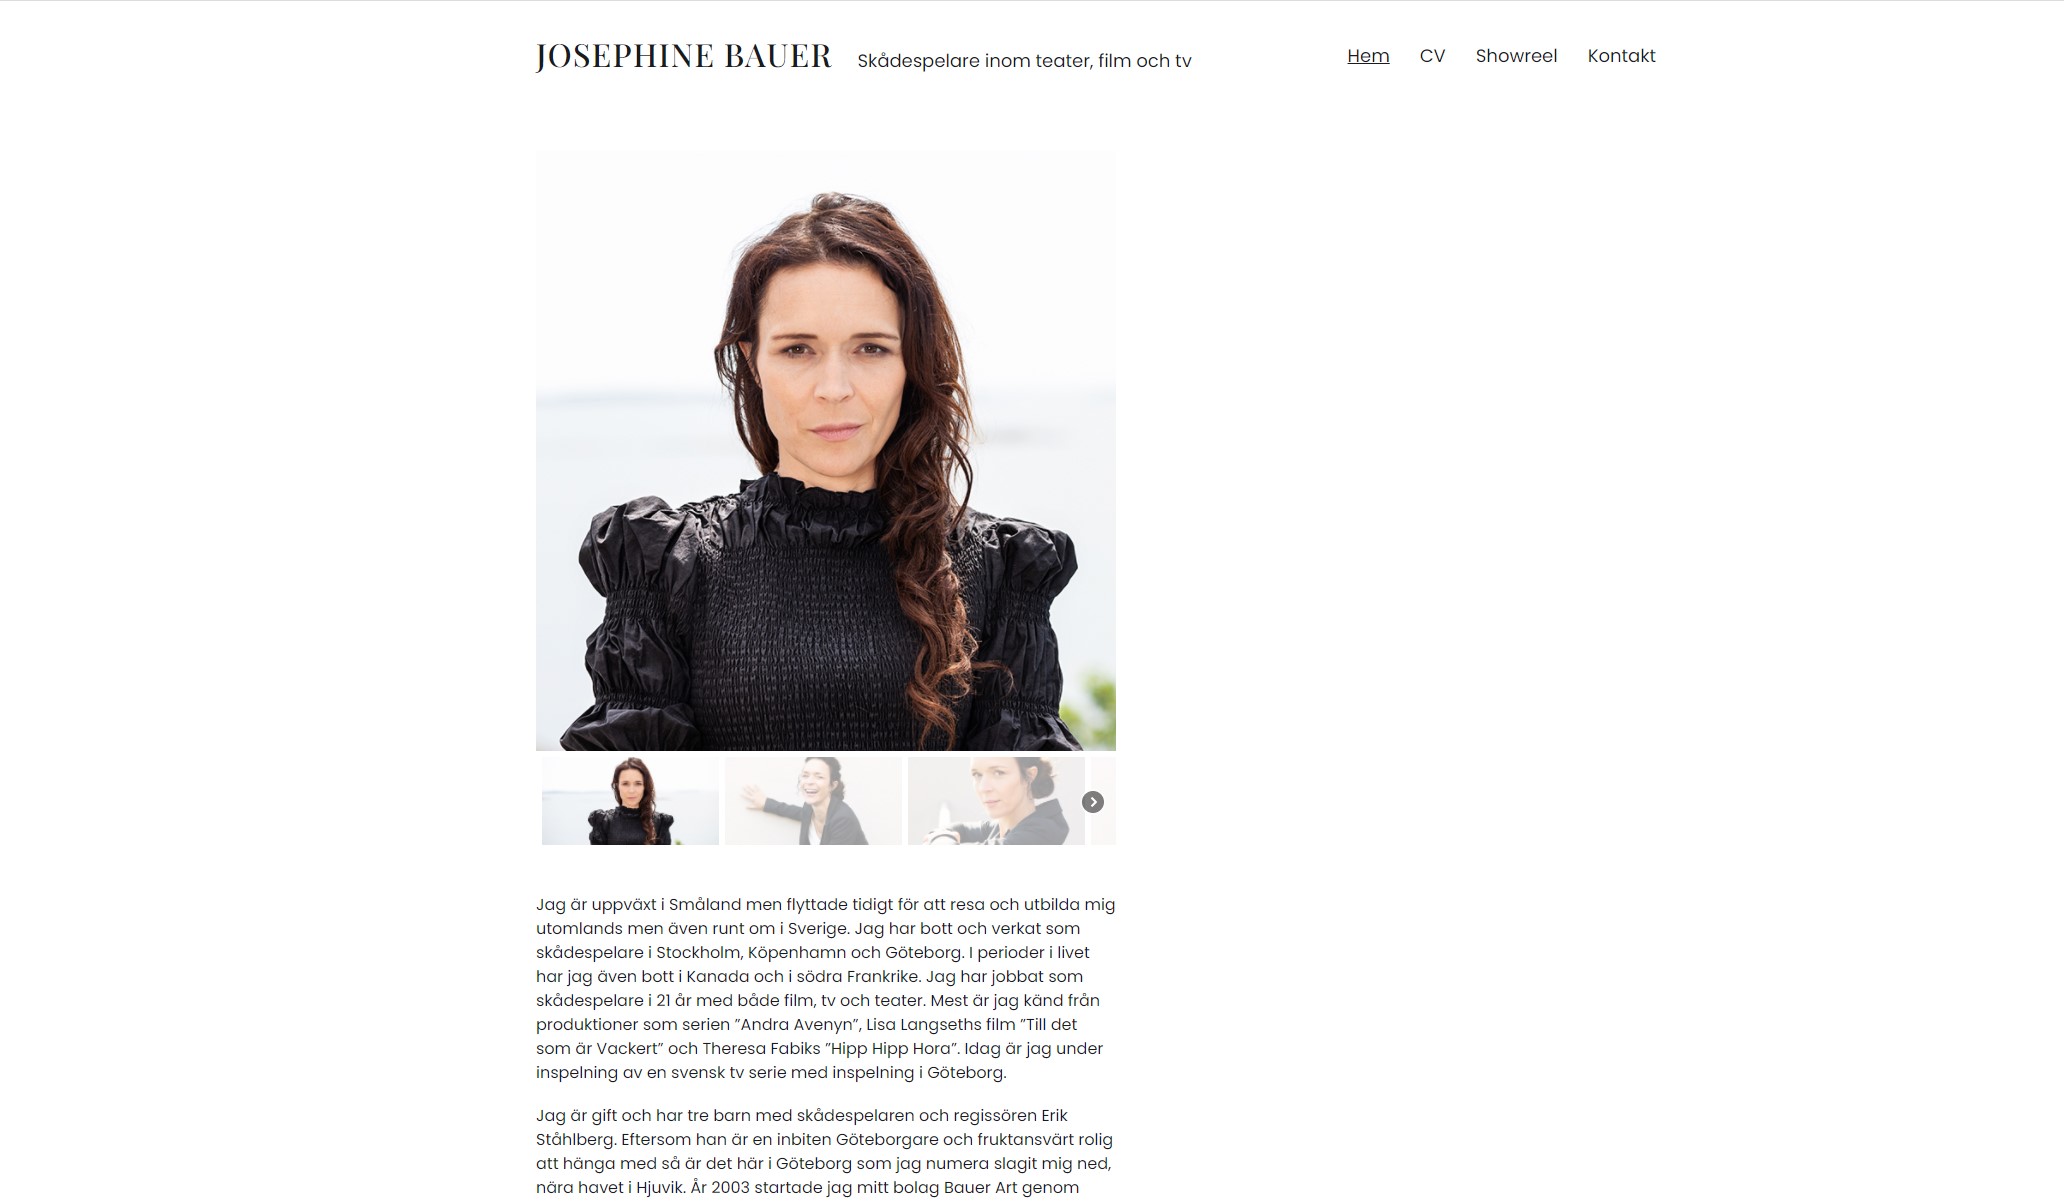 JOSEPHINE BAUER Skådespelare inom teater, film och tv Hem CV Showreel Kontakt
Jag är uppväxt i Småland men flyttade tidigt för att resa och utbilda mig
utomlands men även runt om i Sverige. Jag har bott och verkat som
skådespelare i Stockholm, Köpenhamn och Göteborg. I perioder i livet
har jag även bott i Kanada och i södra Frankrike. Jag har jobbat som
skådespelare i 21 år med både film, tv och teater. Mest är jag känd från
produktioner som serien ”Andra Avenyn”, Lisa Langseths film ”Till det
som är Vackert” och Theresa Fabiks ”Hipp Hipp Hora”. Idag är jag under
inspelning av en svensk tv serie med inspelning i Göteborg.
Jag är gift och har tre barn med skådespelaren och regissören Erik
Ståhlberg. Eftersom han är en inbiten Göteborgare och fruktansvärt rolig
att hänga med så är det här i Göteborg som jag numera slagit mig ned,
nära havet i Hjuvik. År 2003 startade jag mitt bolag Bauer Art genom